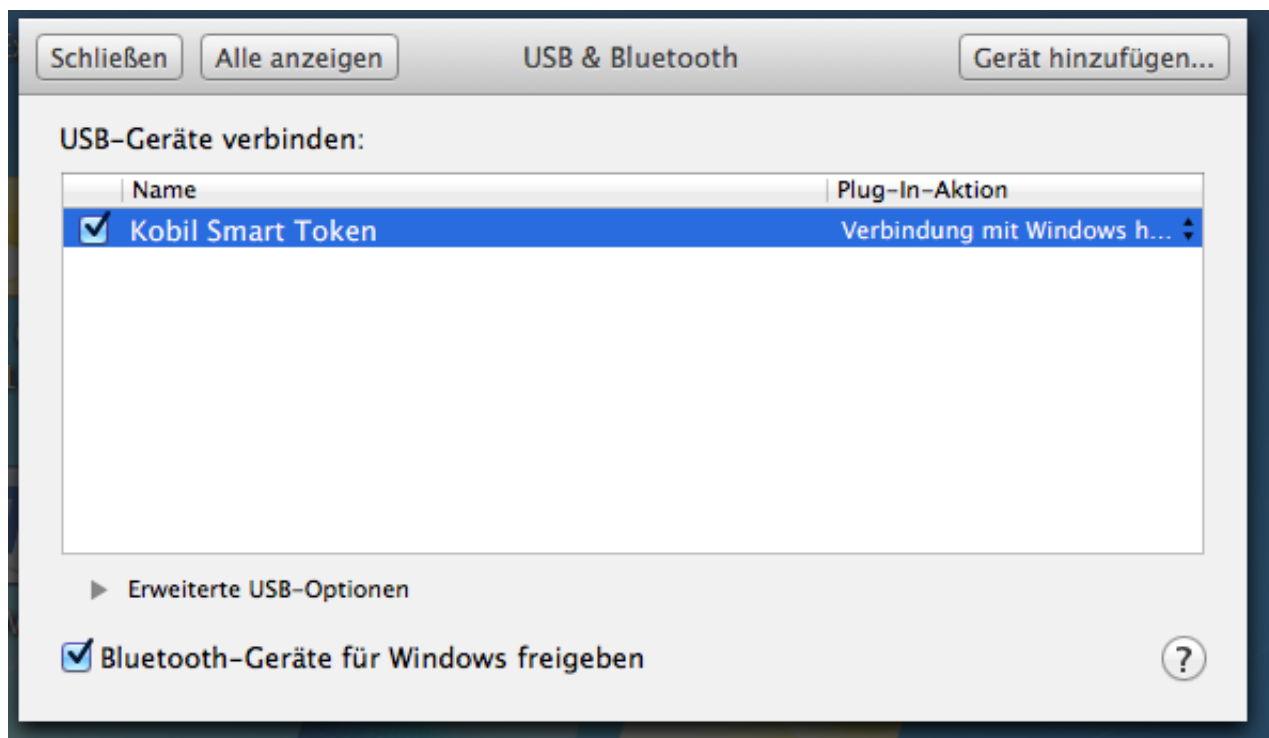 Schließen Alle anzeigen USB & Bluetooth Gerät hinzufügen...
USB-Geräte verbinden:
Name Plug-In-Aktion
Kobil Smart Token Verbindung mit Windows h...
Erweiterte USB-Optionen
Bluetooth-Geräte für Windows freigeben ?